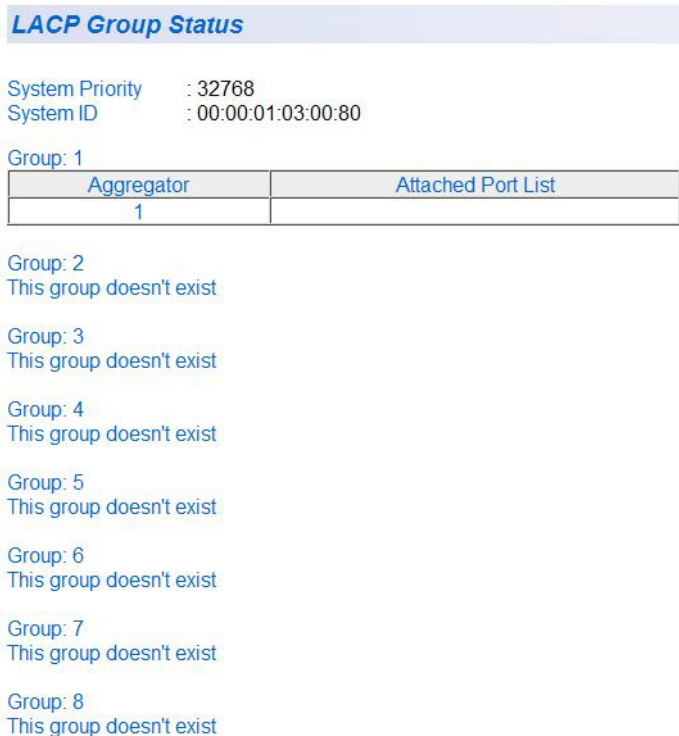 LACP Group Status
System Priority : 32768
System ID : 00:00:01:03:00:80
Group: 1
Aggregator Attached Port List
1
Group: 2
This group doesn't exist
Group: 3
This group doesn't exist
Group: 4
This group doesn't exist
Group: 5
This group doesn't exist
Group: 6
This group doesn't exist
Group: 7
This group doesn't exist
Group: 8
This group doesn't exist